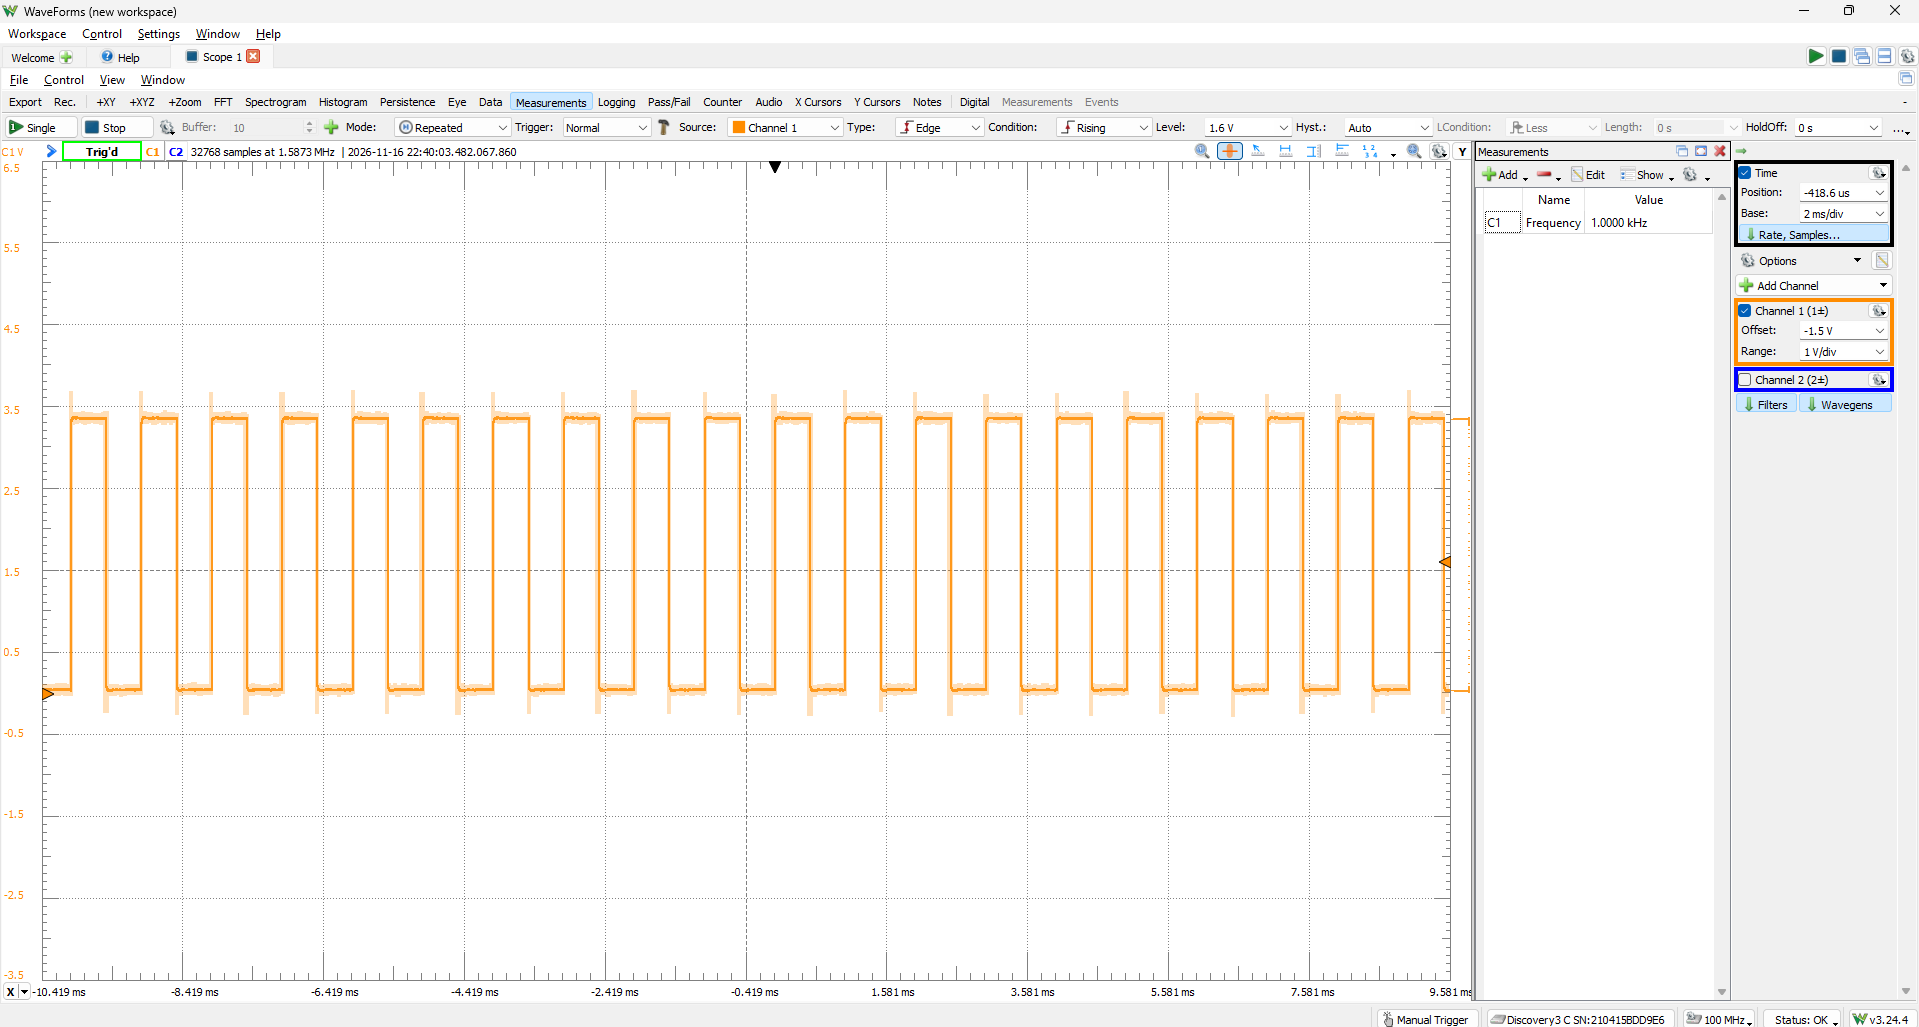 WaveForms (new workspace)
Workspace Control Settings Window Help
Welcome Help Scope 1
File Control View Window
Export Rec. +XY +XYZ +Zoom FFT Spectrogram Histogram Persistence Eye Data Measurements Logging Pass/Fail Counter Audio X Cursors Y Cursors Notes Digital Measurements Events -
Single Stop Buffer: 10 Mode: Repeated Trigger: Normal Source: Channel 1 Type: Edge Condition: Rising Level: 1.6 V Hyst.: Auto LCondition: Less Length: 0 s HoldOff: 0 s ...
C1 V Trig'd C1 C2 32768 samples at 1.5873 MHz | 2026-11-16 22:40:03.482.067.860 Y
6.5
5.5
4.5
3.5
2.5
1.5
0.5
-0.5
-1.5
-2.5
-3.5
X -10.419 ms -8.419 ms -6.419 ms -4.419 ms -2.419 ms -0.419 ms 1.581 ms 3.581 ms 5.581 ms 7.581 ms 9.581 ms
Measurements
Add Edit Show
Name Value
C1 Frequency 1.0000 kHz
Time
Position: -418.6 us
Base: 2 ms/div
Rate, Samples...
Options
Add Channel
Channel 1 (1±)
Offset: -1.5 V
Range: 1 V/div
Channel 2 (2±)
Filters Wavegens
Manual Trigger Discovery3 C SN:210415BDD9E6 100 MHz Status: OK v3.24.4